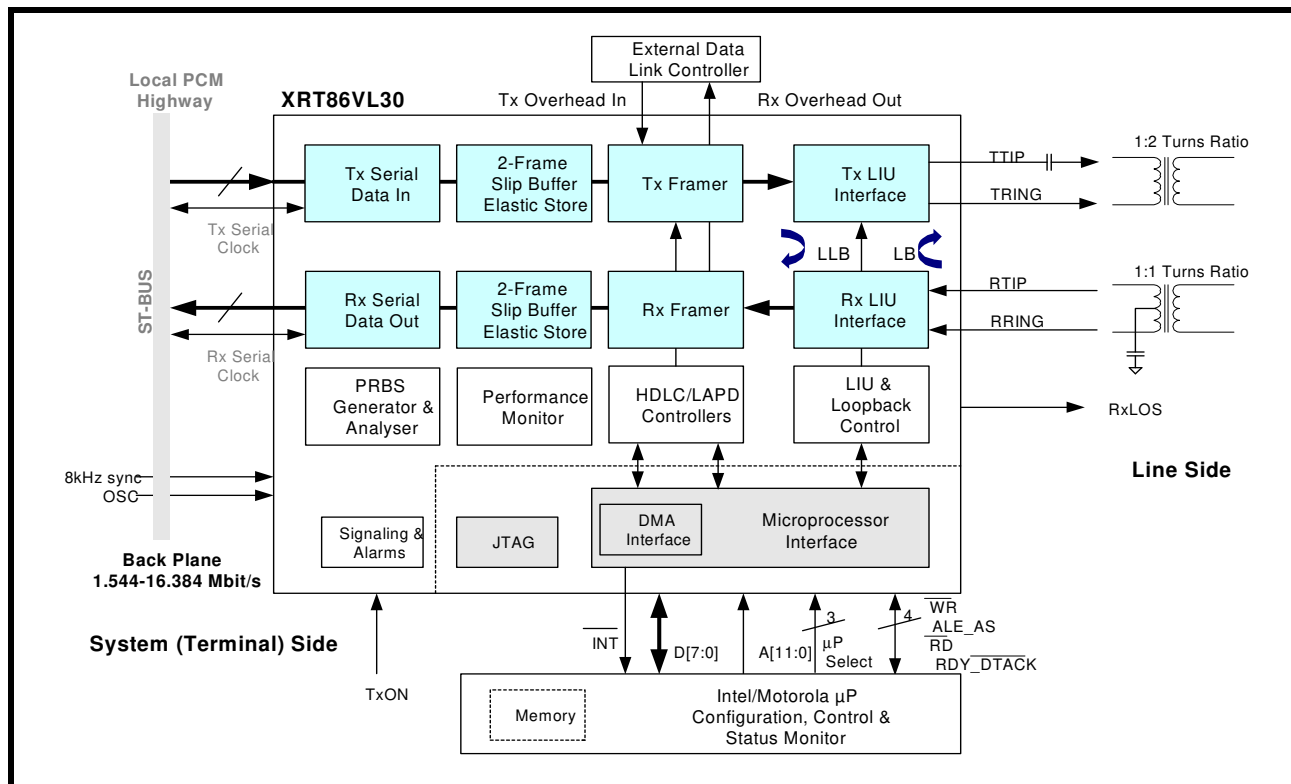 External Data
Link Controller
Local PCM
Highway
XRT86VL30
Tx Overhead In
Rx Overhead Out
Tx Serial
Data In
2-Frame
Slip Buffer
Elastic Store
Tx Framer
Tx LIU
Interface
TTIP
TRING
1:2 Turns Ratio
Tx Serial
Clock
LLB
LB
ST-BUS
Rx Serial
Data Out
2-Frame
Slip Buffer
Elastic Store
Rx Framer
Rx LIU
Interface
RTIP
RRING
1:1 Turns Ratio
Rx Serial
Clock
PRBS
Generator &
Analyser
Performance
Monitor
HDLC/LAPD
Controllers
LIU &
Loopback
Control
RxLOS
8kHz sync
OSC
Line Side
Signaling &
Alarms
JTAG
DMA
Interface
Microprocessor
Interface
Back Plane
1.544-16.384 Mbit/s
System (Terminal) Side
TxON
INT
D[7:0]
A[11:0]
3
μP
Select
4
WR
ALE_AS
RD
RDY_DTACK
Memory
Intel/Motorola µP
Configuration, Control &
Status Monitor